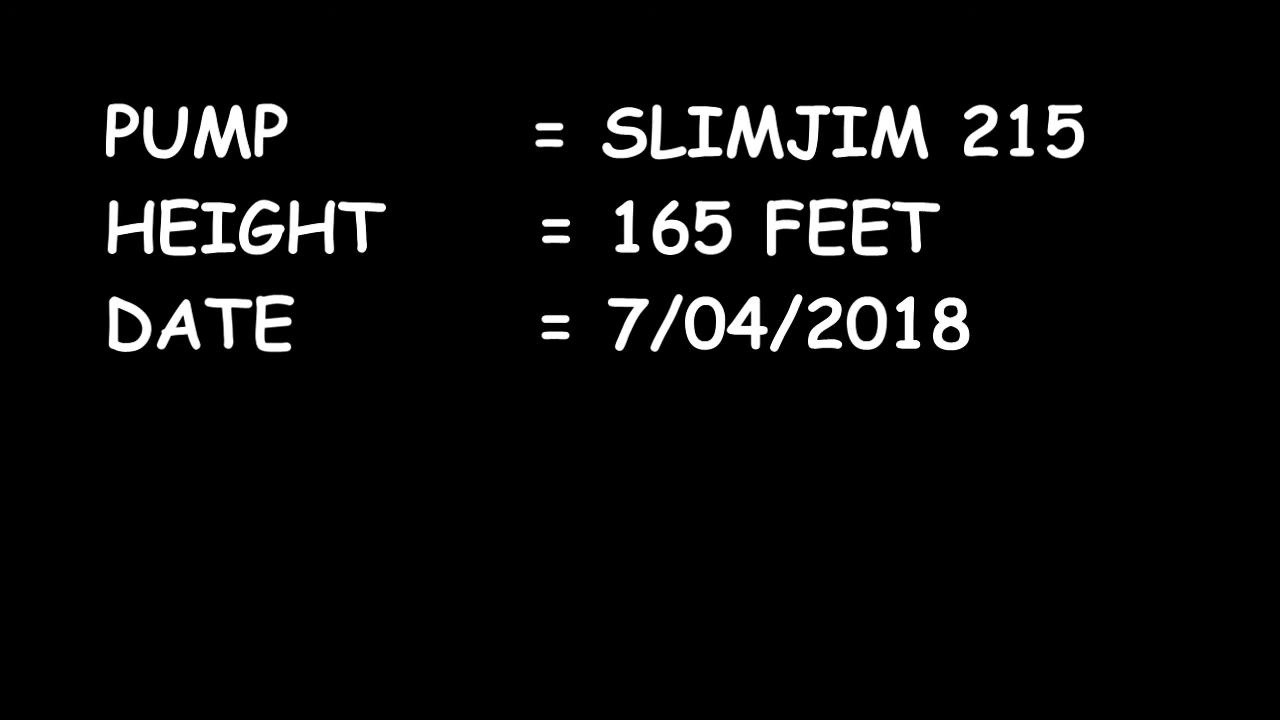 PUMP = SLIMJIM 215
HEIGHT = 165 FEET
DATE = 7/04/2018